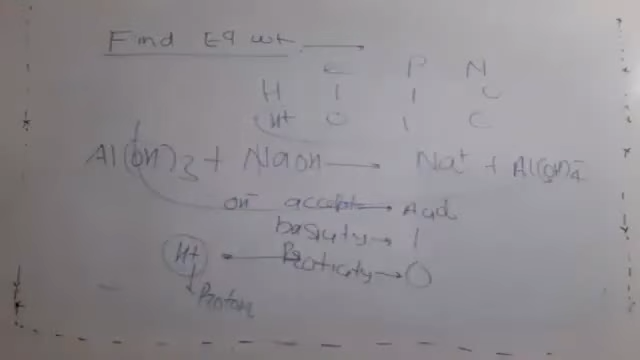 Find Eq wt
e P N
H 1 1 0
H+ 0 1 0
Al(OH)3 + NaOH → Na+ + Al(OH)4-
OH- accept → Acid
basicity → 1
H+ Proticity → 0
Proton